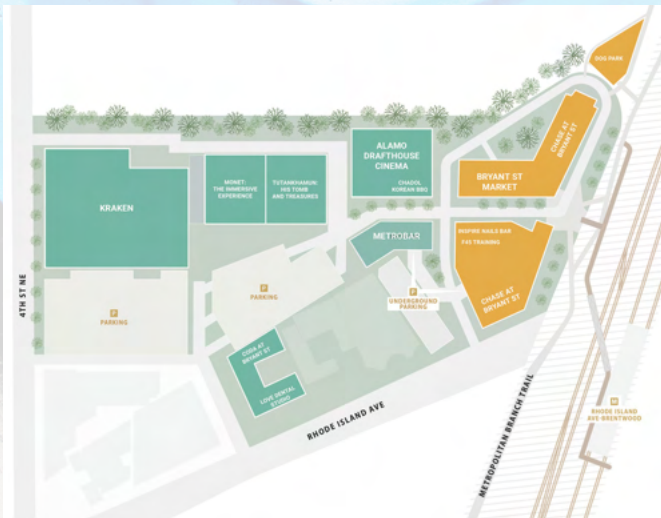 DOG PARK
ALAMO
DRAFTHOUSE
CINEMA
CHADOL
KOREAN BBQ
CHASE AT
BRYANT ST
BRYANT ST
MARKET
MONET:
THE IMMERSIVE
EXPERIENCE
TUTANKHAMUN:
HIS TOMB
AND TREASURES
KRAKEN
METROBAR
INSPIRE NAILS BAR
F45 TRAINING
CHASE AT
BRYANT ST
P
UNDERGROUND
PARKING
P
PARKING
P
PARKING
4TH ST NE
CODA AT
BRYANT ST
LOVE DENTAL
STUDIO
RHODE ISLAND AVE
METROPOLITAN BRANCH TRAIL
M
RHODE ISLAND
AVE-BRENTWOOD